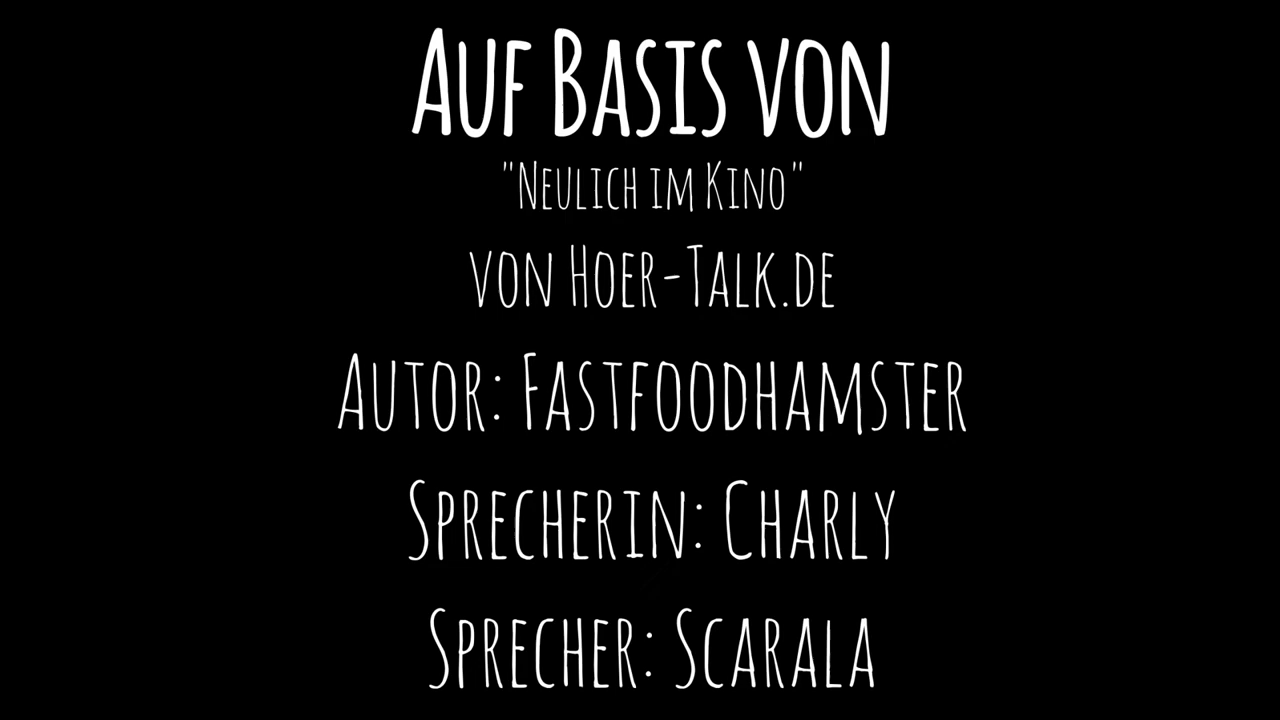 Auf Basis von
"Neulich im Kino"
von Hoer-Talk.de
Autor: Fastfoodhamster
Sprecherin: Charly
Sprecher: Scarala